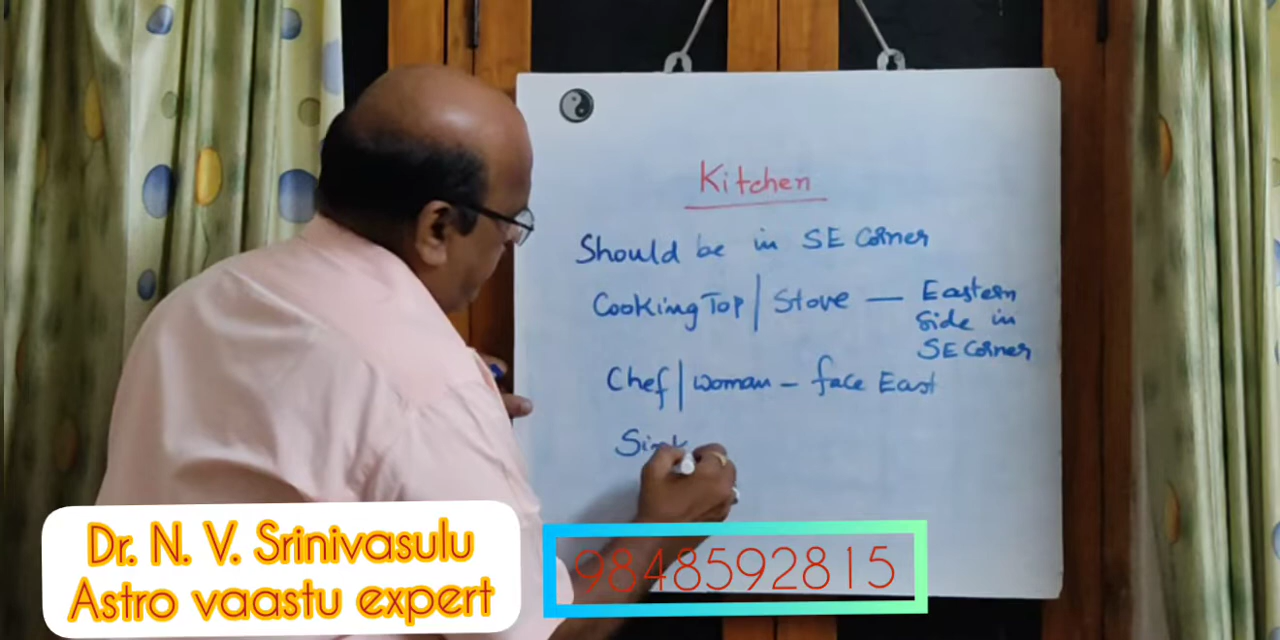 Kitchen
Should be in SE Corner
Cooking Top / Stove — Eastern
side in
SE Corner
Chef / woman – face East
Sink
Dr. N. V. Srinivasulu
Astro vaastu expert
9848592815